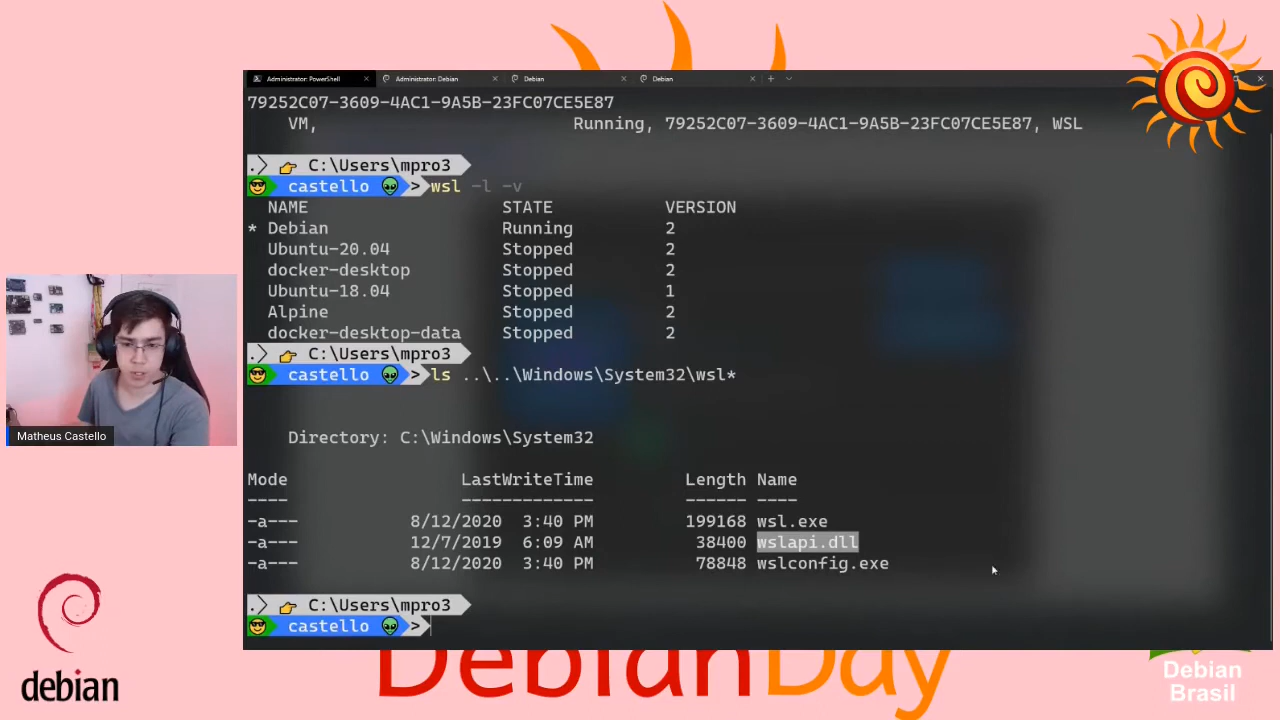 Administrator: PowerShell
Administrator: Debian
Debian
Debian
79252C07-3609-4AC1-9A5B-23FC07CE5E87
VM, Running, 79252C07-3609-4AC1-9A5B-23FC07CE5E87, WSL
.> 👉 C:\Users\mpro3
😎 castello 👽 >wsl -l -v
NAME STATE VERSION
* Debian Running 2
Ubuntu-20.04 Stopped 2
docker-desktop Stopped 2
Ubuntu-18.04 Stopped 1
Alpine Stopped 2
docker-desktop-data Stopped 2
.> 👉 C:\Users\mpro3
😎 castello 👽 >ls ..\..\Windows\System32\wsl*
Directory: C:\Windows\System32
Mode LastWriteTime Length Name
---- ------------- ------ ----
-a--- 8/12/2020 3:40 PM 199168 wsl.exe
-a--- 12/7/2019 6:09 AM 38400 wslapi.dll
-a--- 8/12/2020 3:40 PM 78848 wslconfig.exe
.> 👉 C:\Users\mpro3
😎 castello 👽 >
Matheus Castello
debian
DebianDay
Debian
Brasil